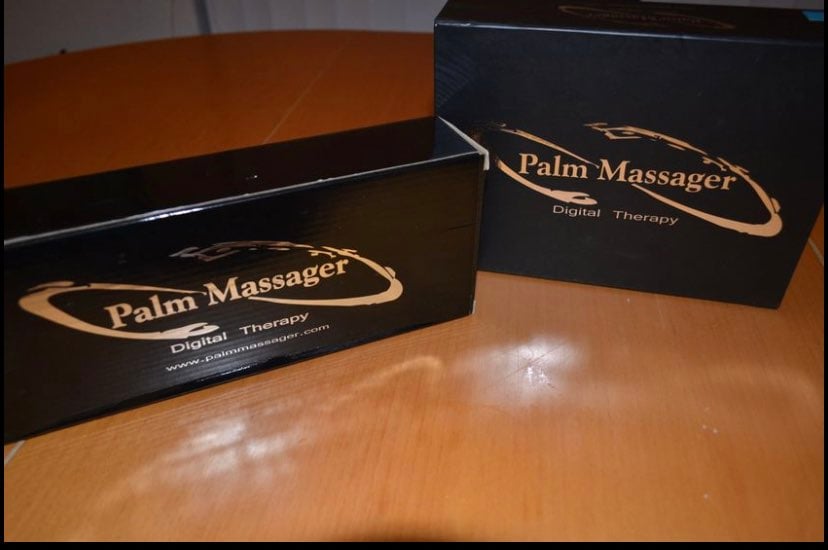 Palm Massager
Digital Therapy
www.palmmassager.com
Palm Massager
Digital Therapy